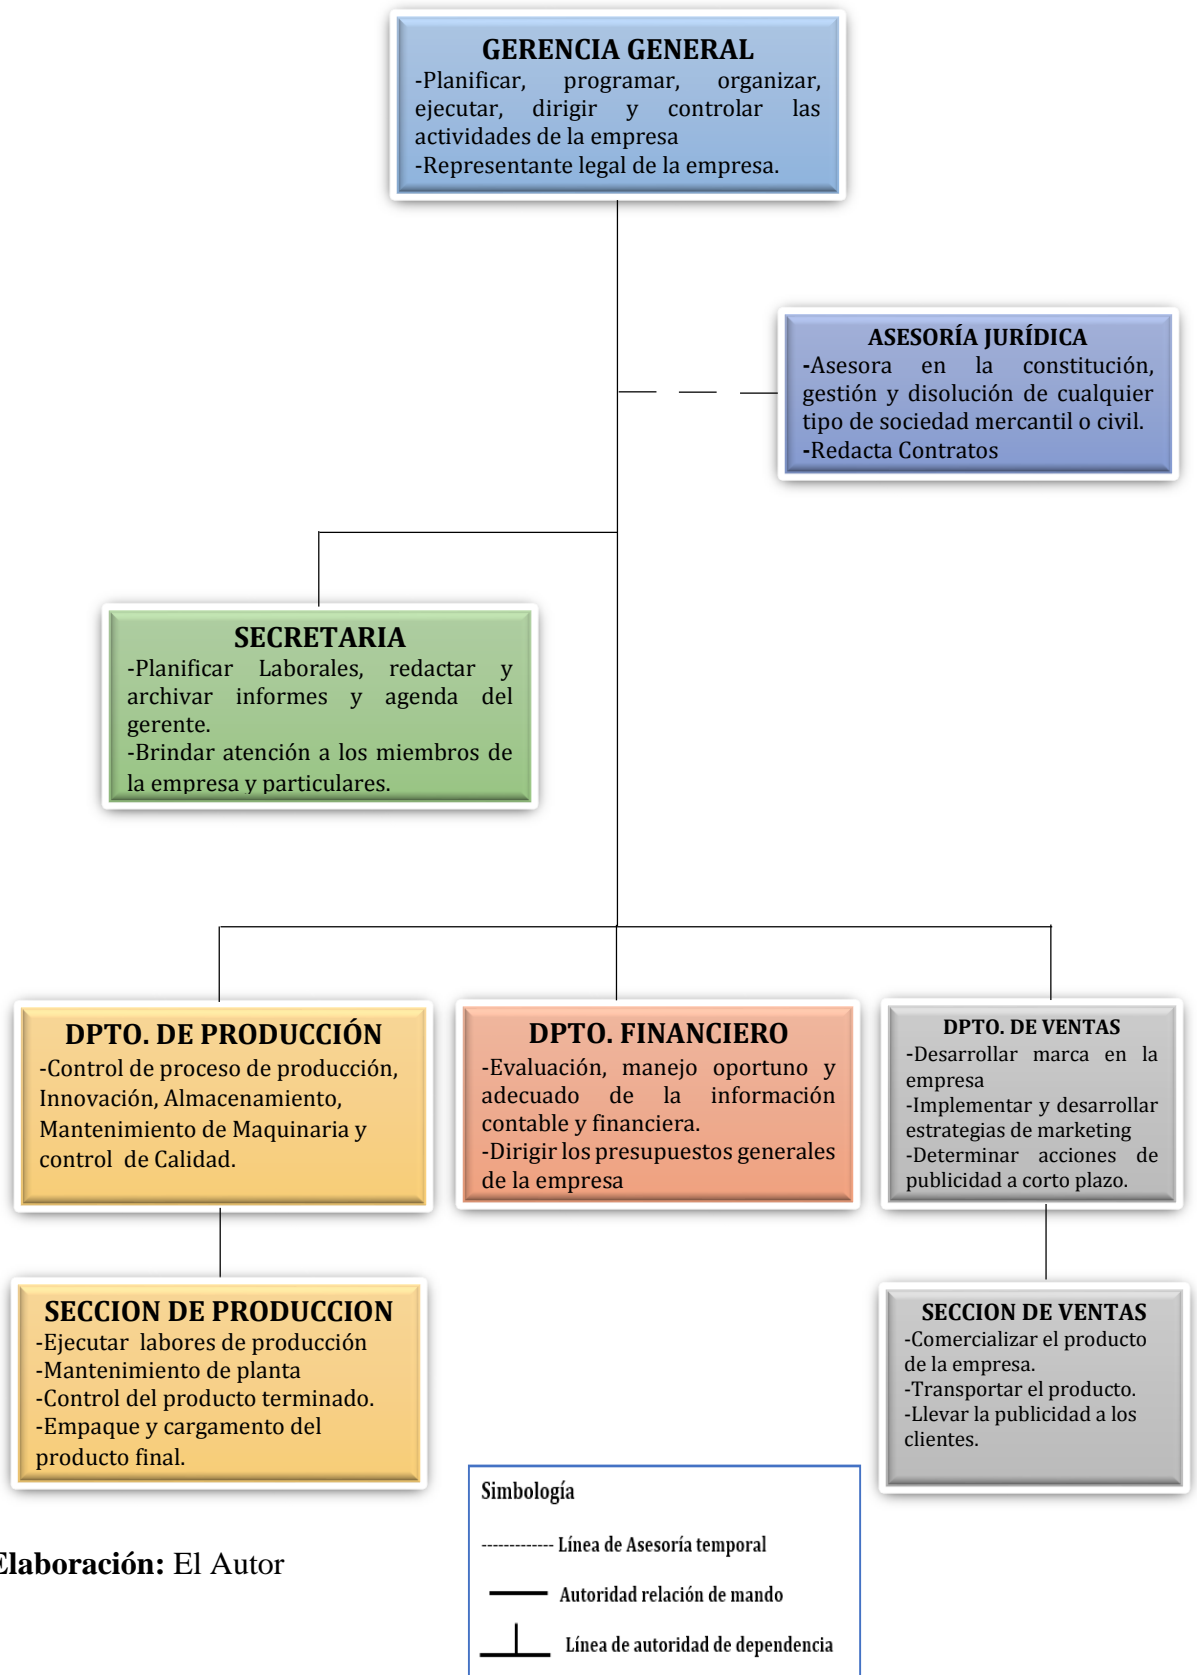 GERENCIA GENERAL
-Planificar, programar, organizar,
ejecutar, dirigir y controlar las
actividades de la empresa
-Representante legal de la empresa.
ASESORÍA JURÍDICA
-Asesora en la constitución,
gestión y disolución de cualquier
tipo de sociedad mercantil o civil.
-Redacta Contratos
SECRETARIA
-Planificar Laborales, redactar y
archivar informes y agenda del
gerente.
-Brindar atención a los miembros de
la empresa y particulares.
DPTO. DE PRODUCCIÓN
-Control de proceso de producción,
Innovación, Almacenamiento,
Mantenimiento de Maquinaria y
control de Calidad.
DPTO. FINANCIERO
-Evaluación, manejo oportuno y
adecuado de la información
contable y financiera.
-Dirigir los presupuestos generales
de la empresa
DPTO. DE VENTAS
-Desarrollar marca en la
empresa
-Implementar y desarrollar
estrategias de marketing
-Determinar acciones de
publicidad a corto plazo.
SECCION DE PRODUCCION
-Ejecutar labores de producción
-Mantenimiento de planta
-Control del producto terminado.
-Empaque y cargamento del
producto final.
SECCION DE VENTAS
-Comercializar el producto
de la empresa.
-Transportar el producto.
-Llevar la publicidad a los
clientes.
Simbología
------------- Línea de Asesoría temporal
Autoridad relación de mando
Línea de autoridad de dependencia
Elaboración: El Autor